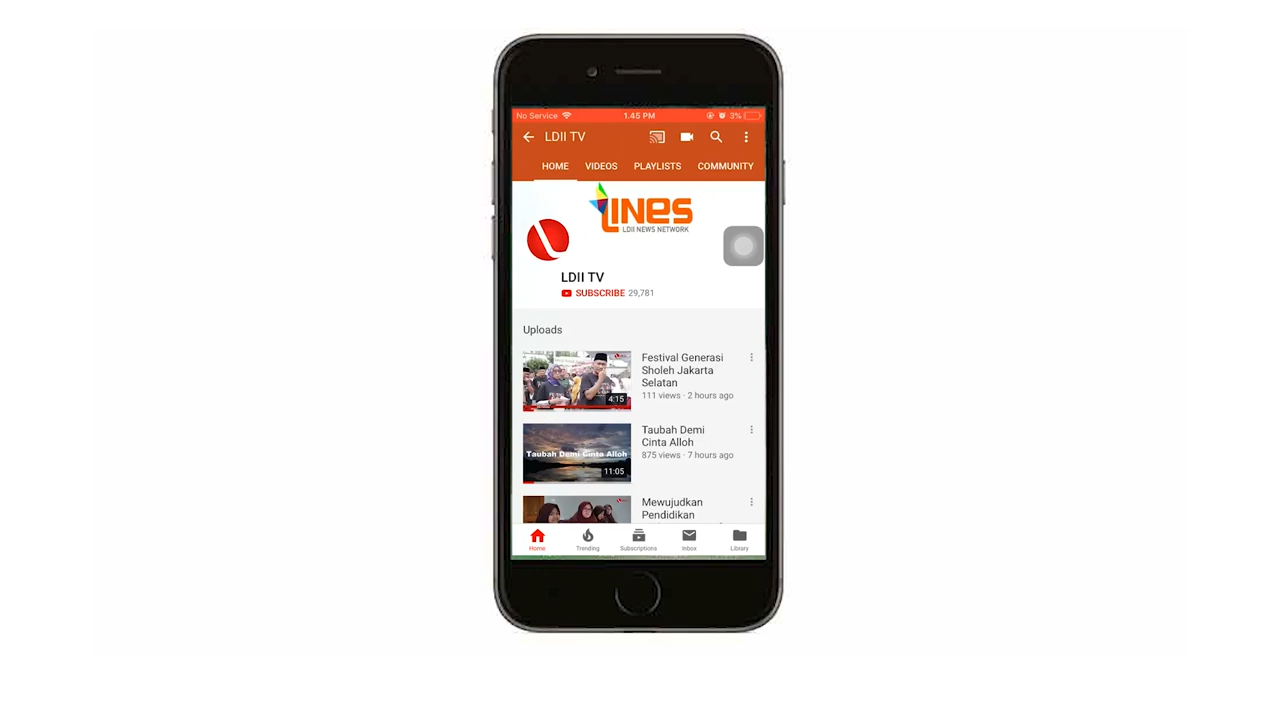 No Service 1.45 PM 3%
LDII TV
HOME VIDEOS PLAYLISTS COMMUNITY
LINES
LDII NEWS NETWORK
LDII TV
SUBSCRIBE 29,781
Uploads
Festival Generasi
Sholeh Jakarta
Selatan
111 views · 2 hours ago
4:15
Taubah Demi
Cinta Alloh
875 views · 7 hours ago
Taubah Demi Cinta Alloh
11:05
Mewujudkan
Pendidikan
Home Trending Subscriptions Inbox Library